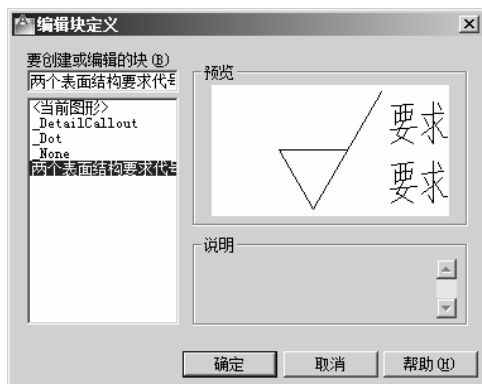 编辑块定义
要创建或编辑的块(B)
两个表面结构要求代号
<当前图形>
_DetailCallout
_Dot
_None
两个表面结构要求代号
预览
要求
要求
说明
确定
取消
帮助(H)